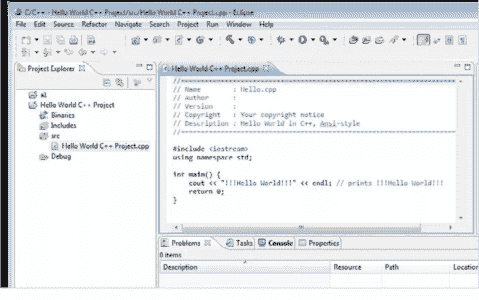 C/C++ - Hello World C++ Project/src/Hello World C++ Project.cpp - Eclipse
File Edit Source Refactor Navigate Search Project Run Window Help
Project Explorer
Hello World C++ Project.cpp
Hello World C++ Project
Binaries
Includes
src
Hello World C++ Project.cpp
Debug
// Name : Hello.cpp
// Author :
// Version :
// Copyright : Your copyright notice
// Description : Hello World in C++, Ansi-style
#include <iostream>
using namespace std;
int main() {
cout << "!!!Hello World!!!" << endl; // prints !!!Hello World!!!
return 0;
}
Problems Tasks Console Properties
0 items
Description Resource Path Location